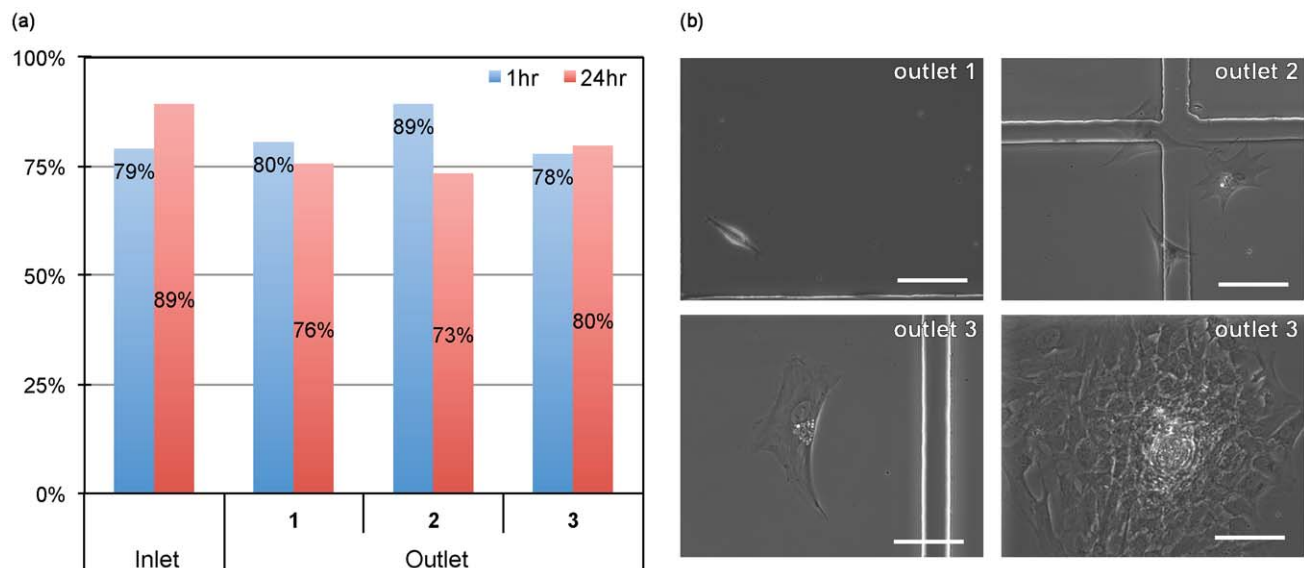 (a)
100%
75%
50%
25%
0%
1hr 24hr
79% 89% 80% 76% 89% 73% 78% 80%
1 2 3
Inlet Outlet
(b)
outlet 1
outlet 2
outlet 3
outlet 3